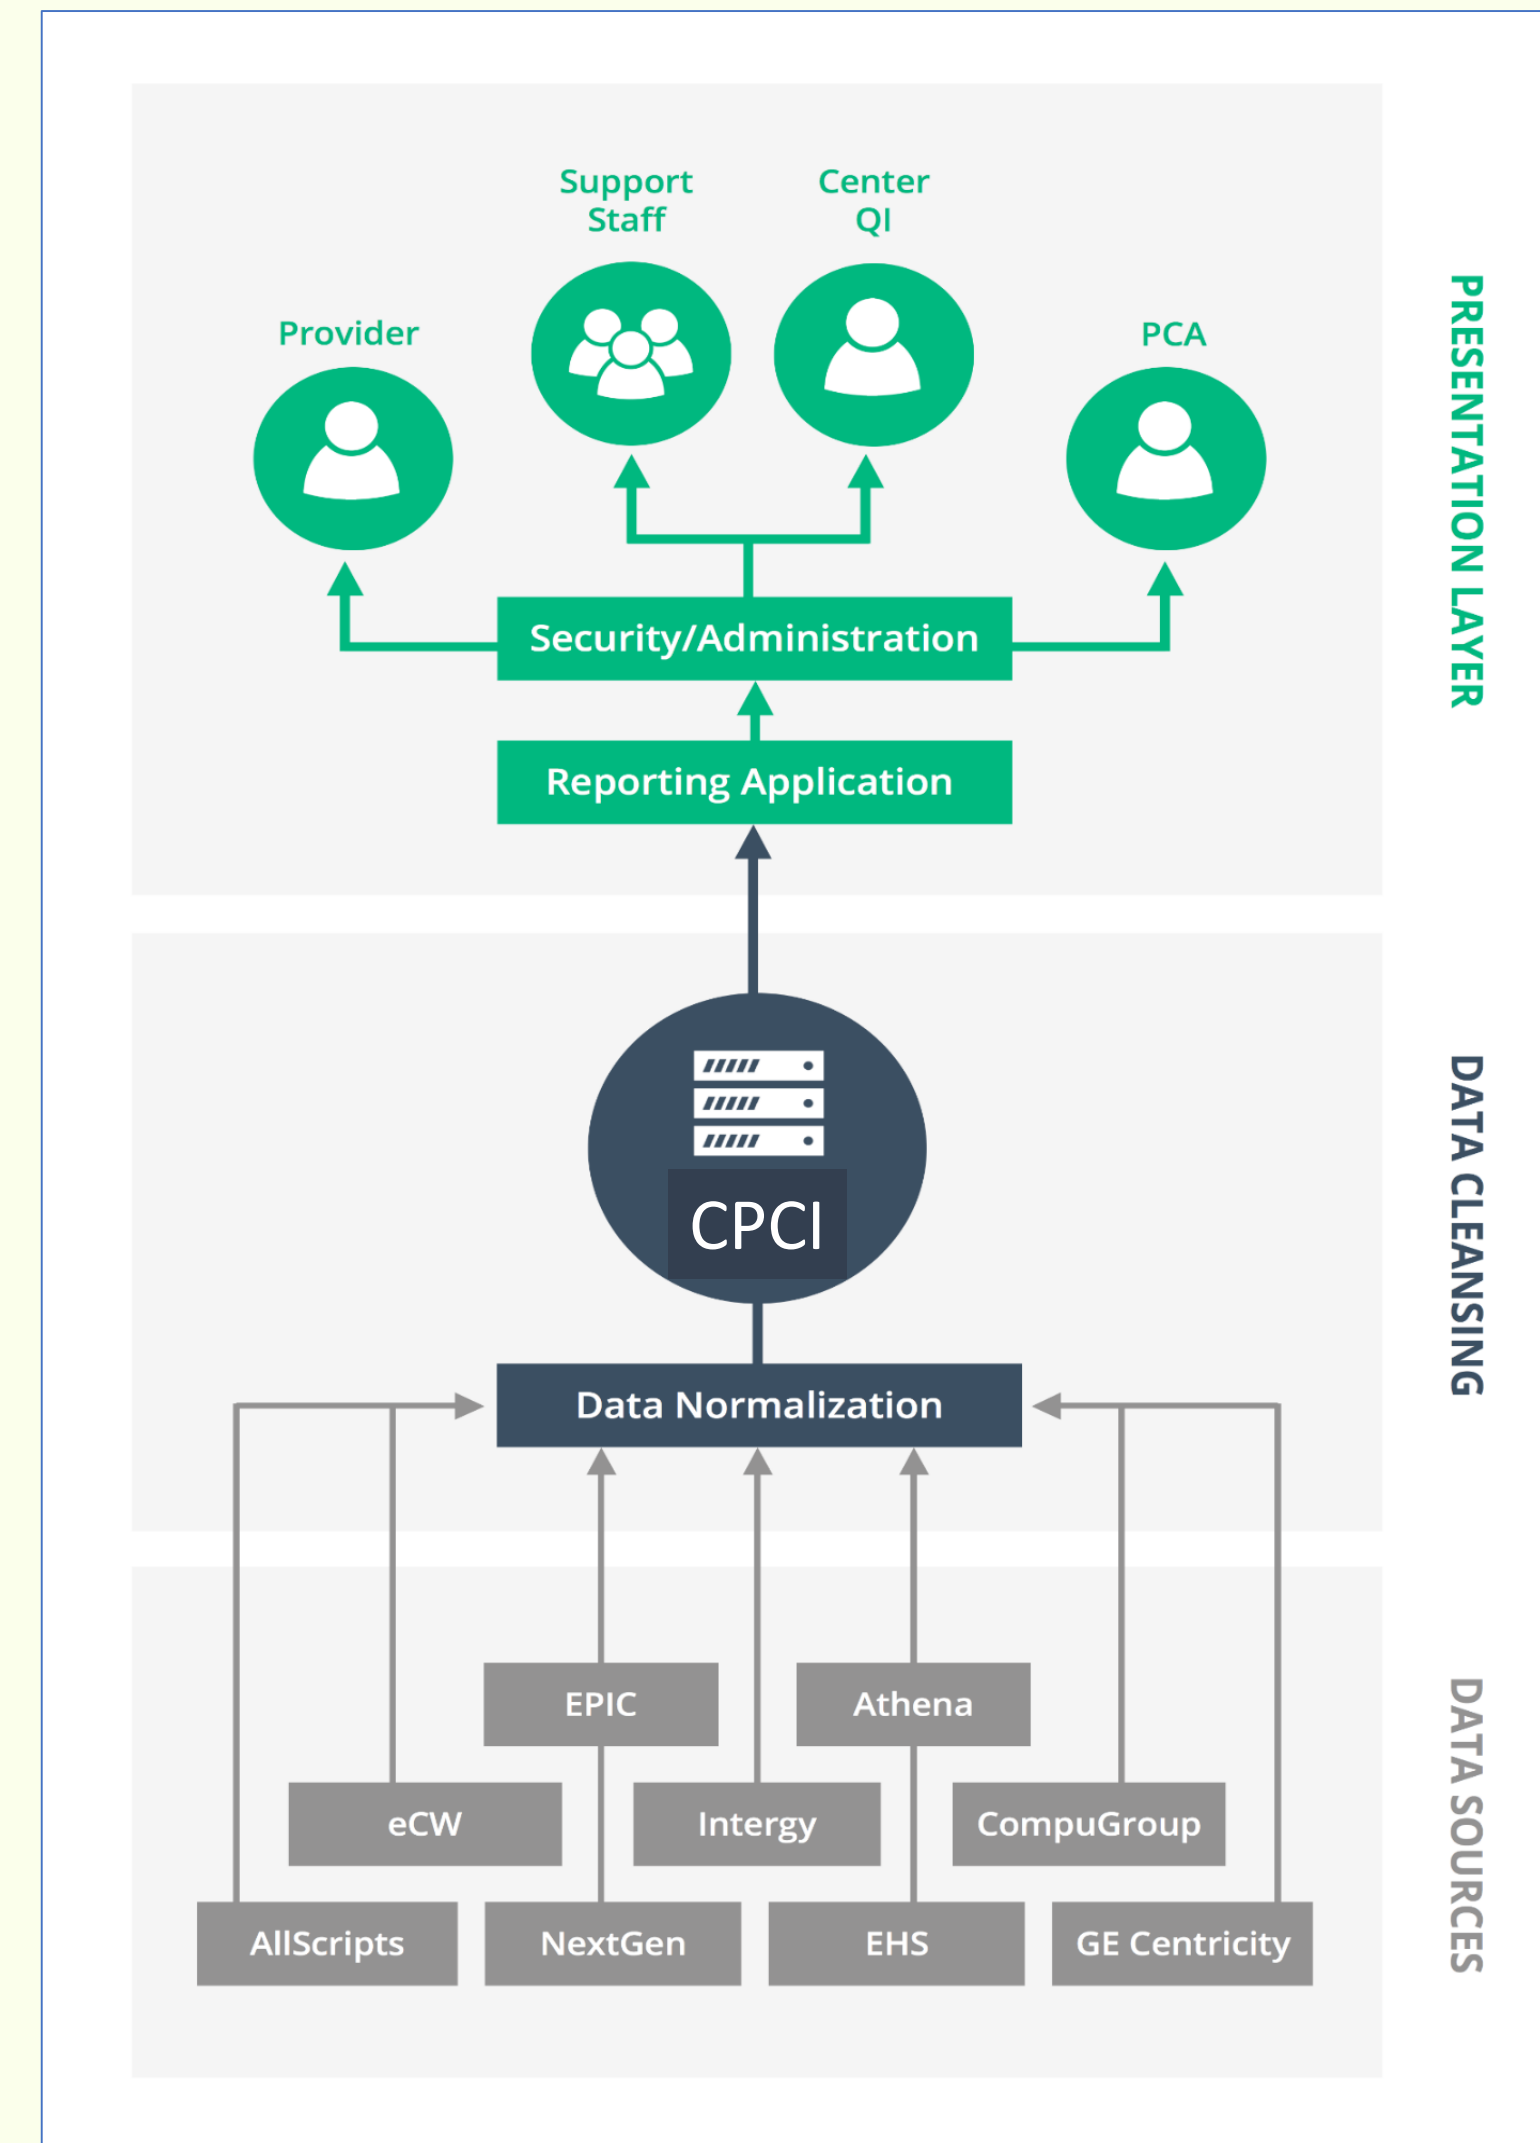 Support
Staff
Center
QI
Provider
PCA
Security/Administration
Reporting Application
PRESENTATION LAYER
CPCI
Data Normalization
DATA CLEANSING
EPIC
Athena
eCW
Intergy
CompuGroup
AllScripts
NextGen
EHS
GE Centricity
DATA SOURCES